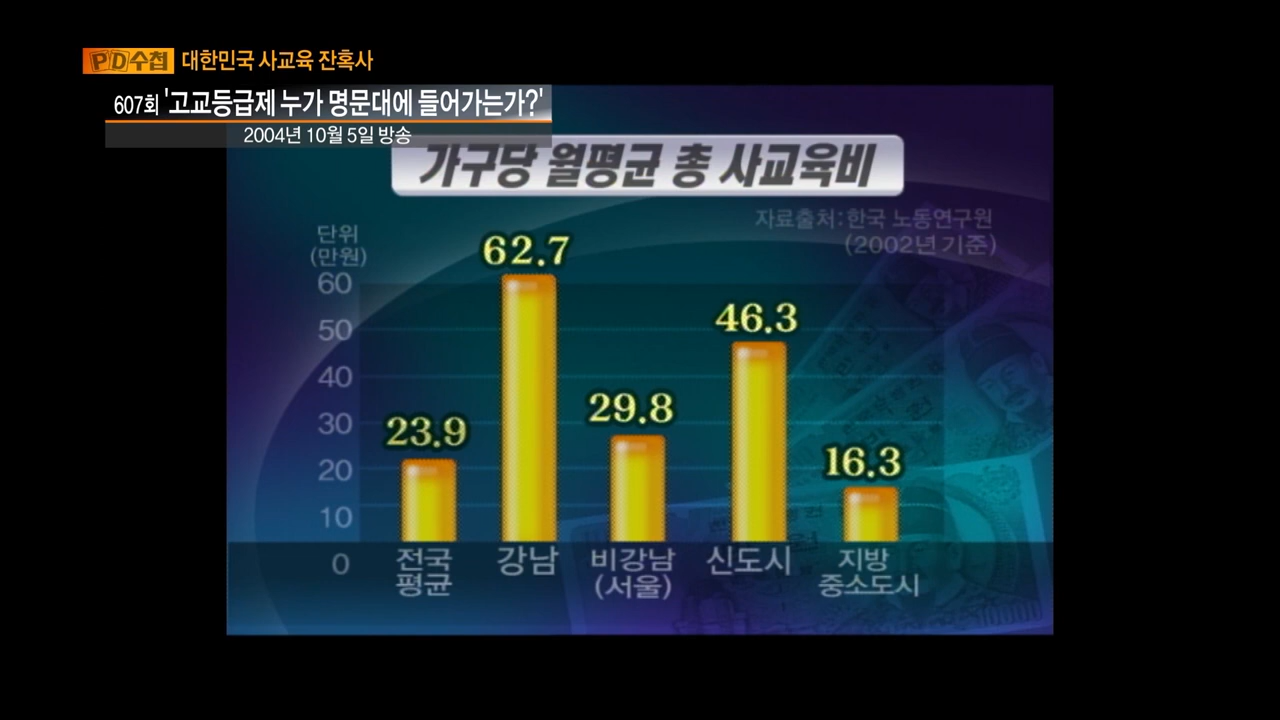 PD수첩 대한민국 사교육 잔혹사
607회 '고교등급제 누가 명문대에 들어가는가?'
2004년 10월 5일 방송
가구당 월평균 총 사교육비
자료출처:한국 노동연구원
(2002년 기준)
단위
(만원)
60
50
40
30
20
10
0
23.9
62.7
29.8
46.3
16.3
전국
평균
강남
비강남
(서울)
신도시
지방
중소도시